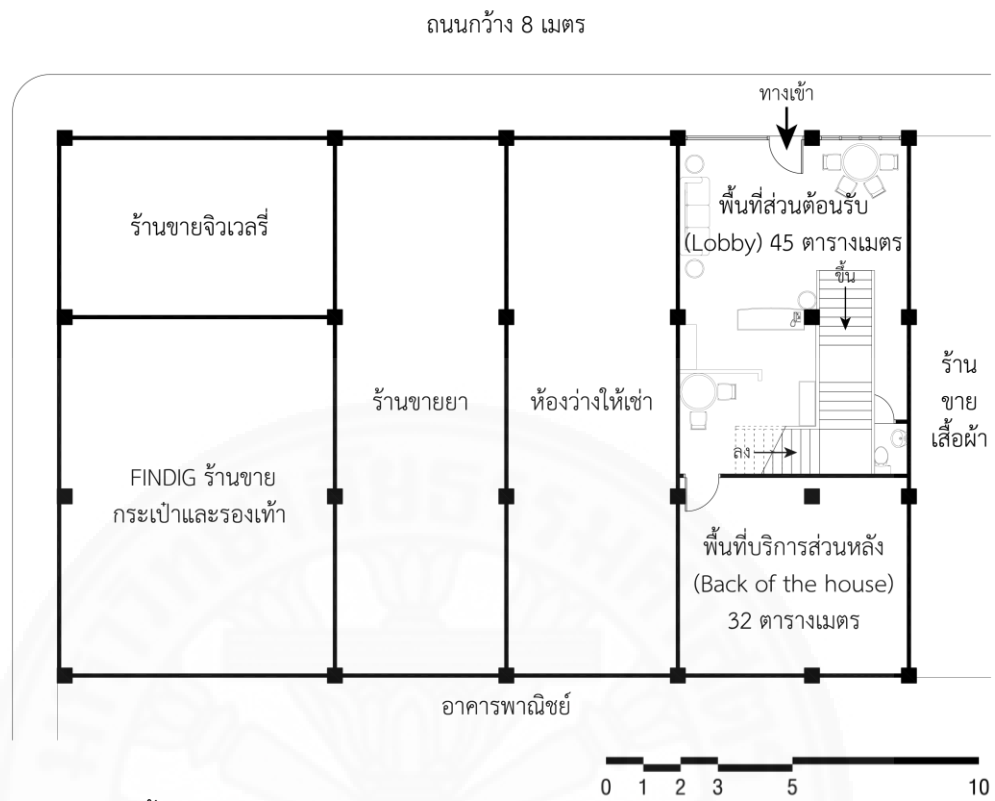 ถนนกว้าง 8 เมตร
ทางเข้า
ร้านขายจิวเวลรี่
พื้นที่ส่วนต้อนรับ
(Lobby) 45 ตารางเมตร
ขึ้น
ร้าน
ขาย
เสื้อผ้า
ร้านขายยา
ห้องว่างให้เช่า
ลง
FINDIG ร้านขาย
กระเป๋าและรองเท้า
พื้นที่บริการส่วนหลัง
(Back of the house)
32 ตารางเมตร
อาคารพาณิชย์
0 1 2 3 5 10